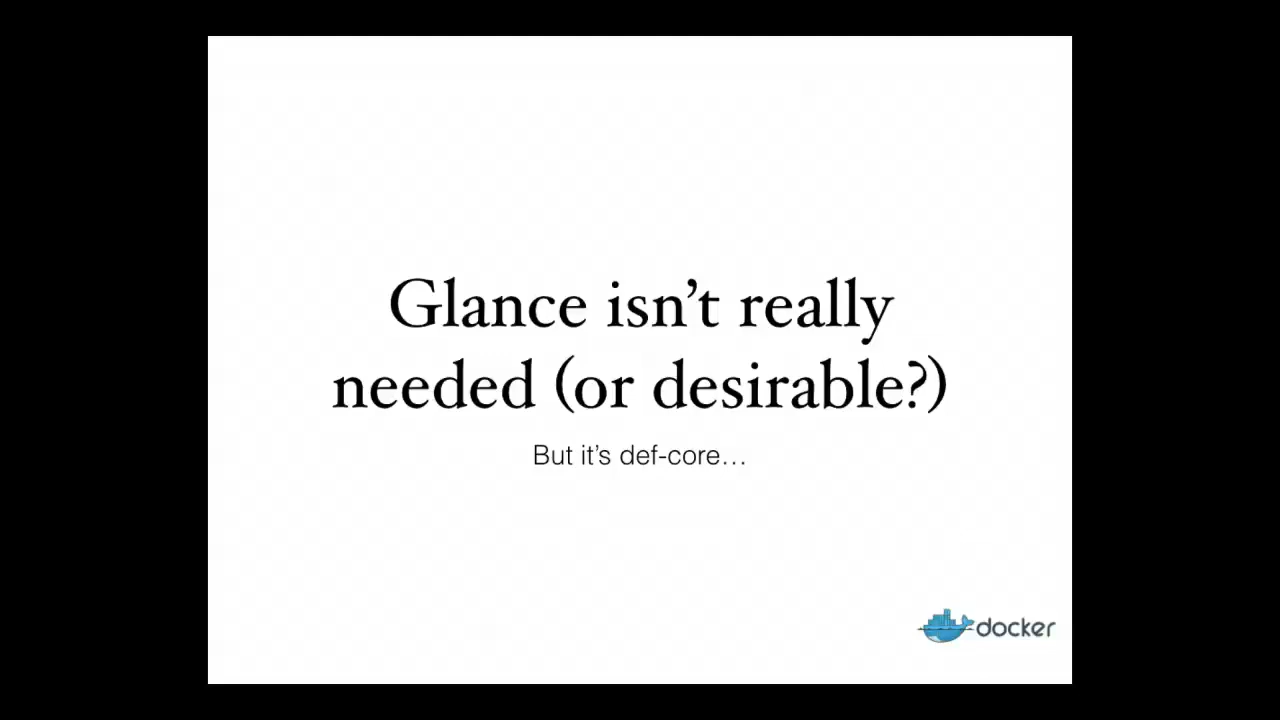 Glance isn’t really
needed (or desirable?)
But it’s def-core…
docker